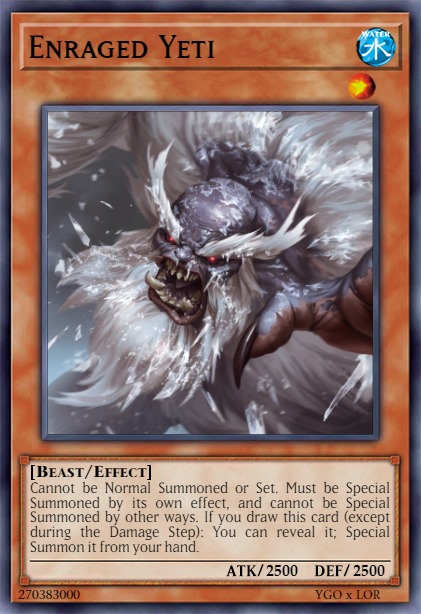 Enraged Yeti
WATER
水
[Beast/Effect]
Cannot be Normal Summoned or Set. Must be Special
Summoned by its own effect, and cannot be Special
Summoned by other ways. If you draw this card (except
during the Damage Step): You can reveal it; Special
Summon it from your hand.
ATK/2500 DEF/2500
270383000 YGO x LOR